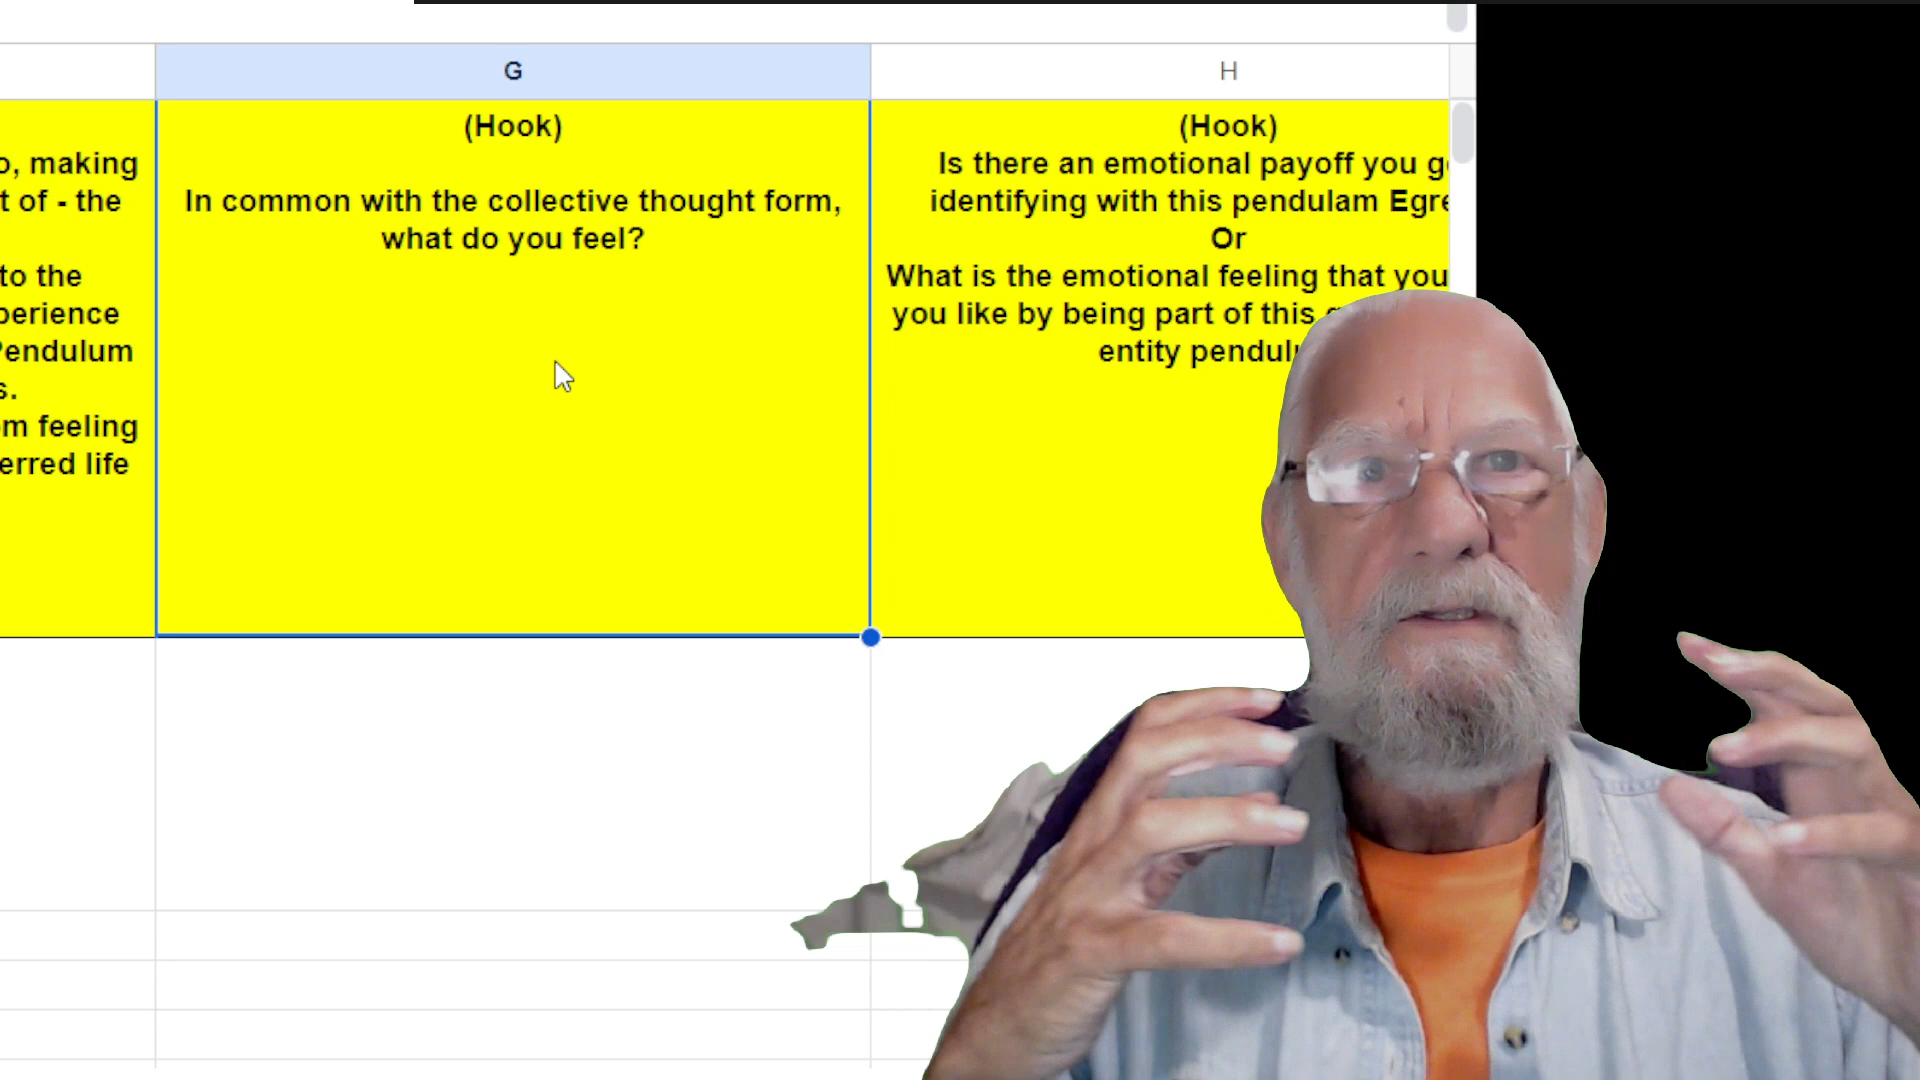 G
H
o, making
t of - the
to the
perience
Pendulum
s.
m feeling
erred life
(Hook)
In common with the collective thought form,
what do you feel?
(Hook)
Is there an emotional payoff you g
identifying with this pendulam Egre
Or
What is the emotional feeling that you
you like by being part of this
entity pendulu